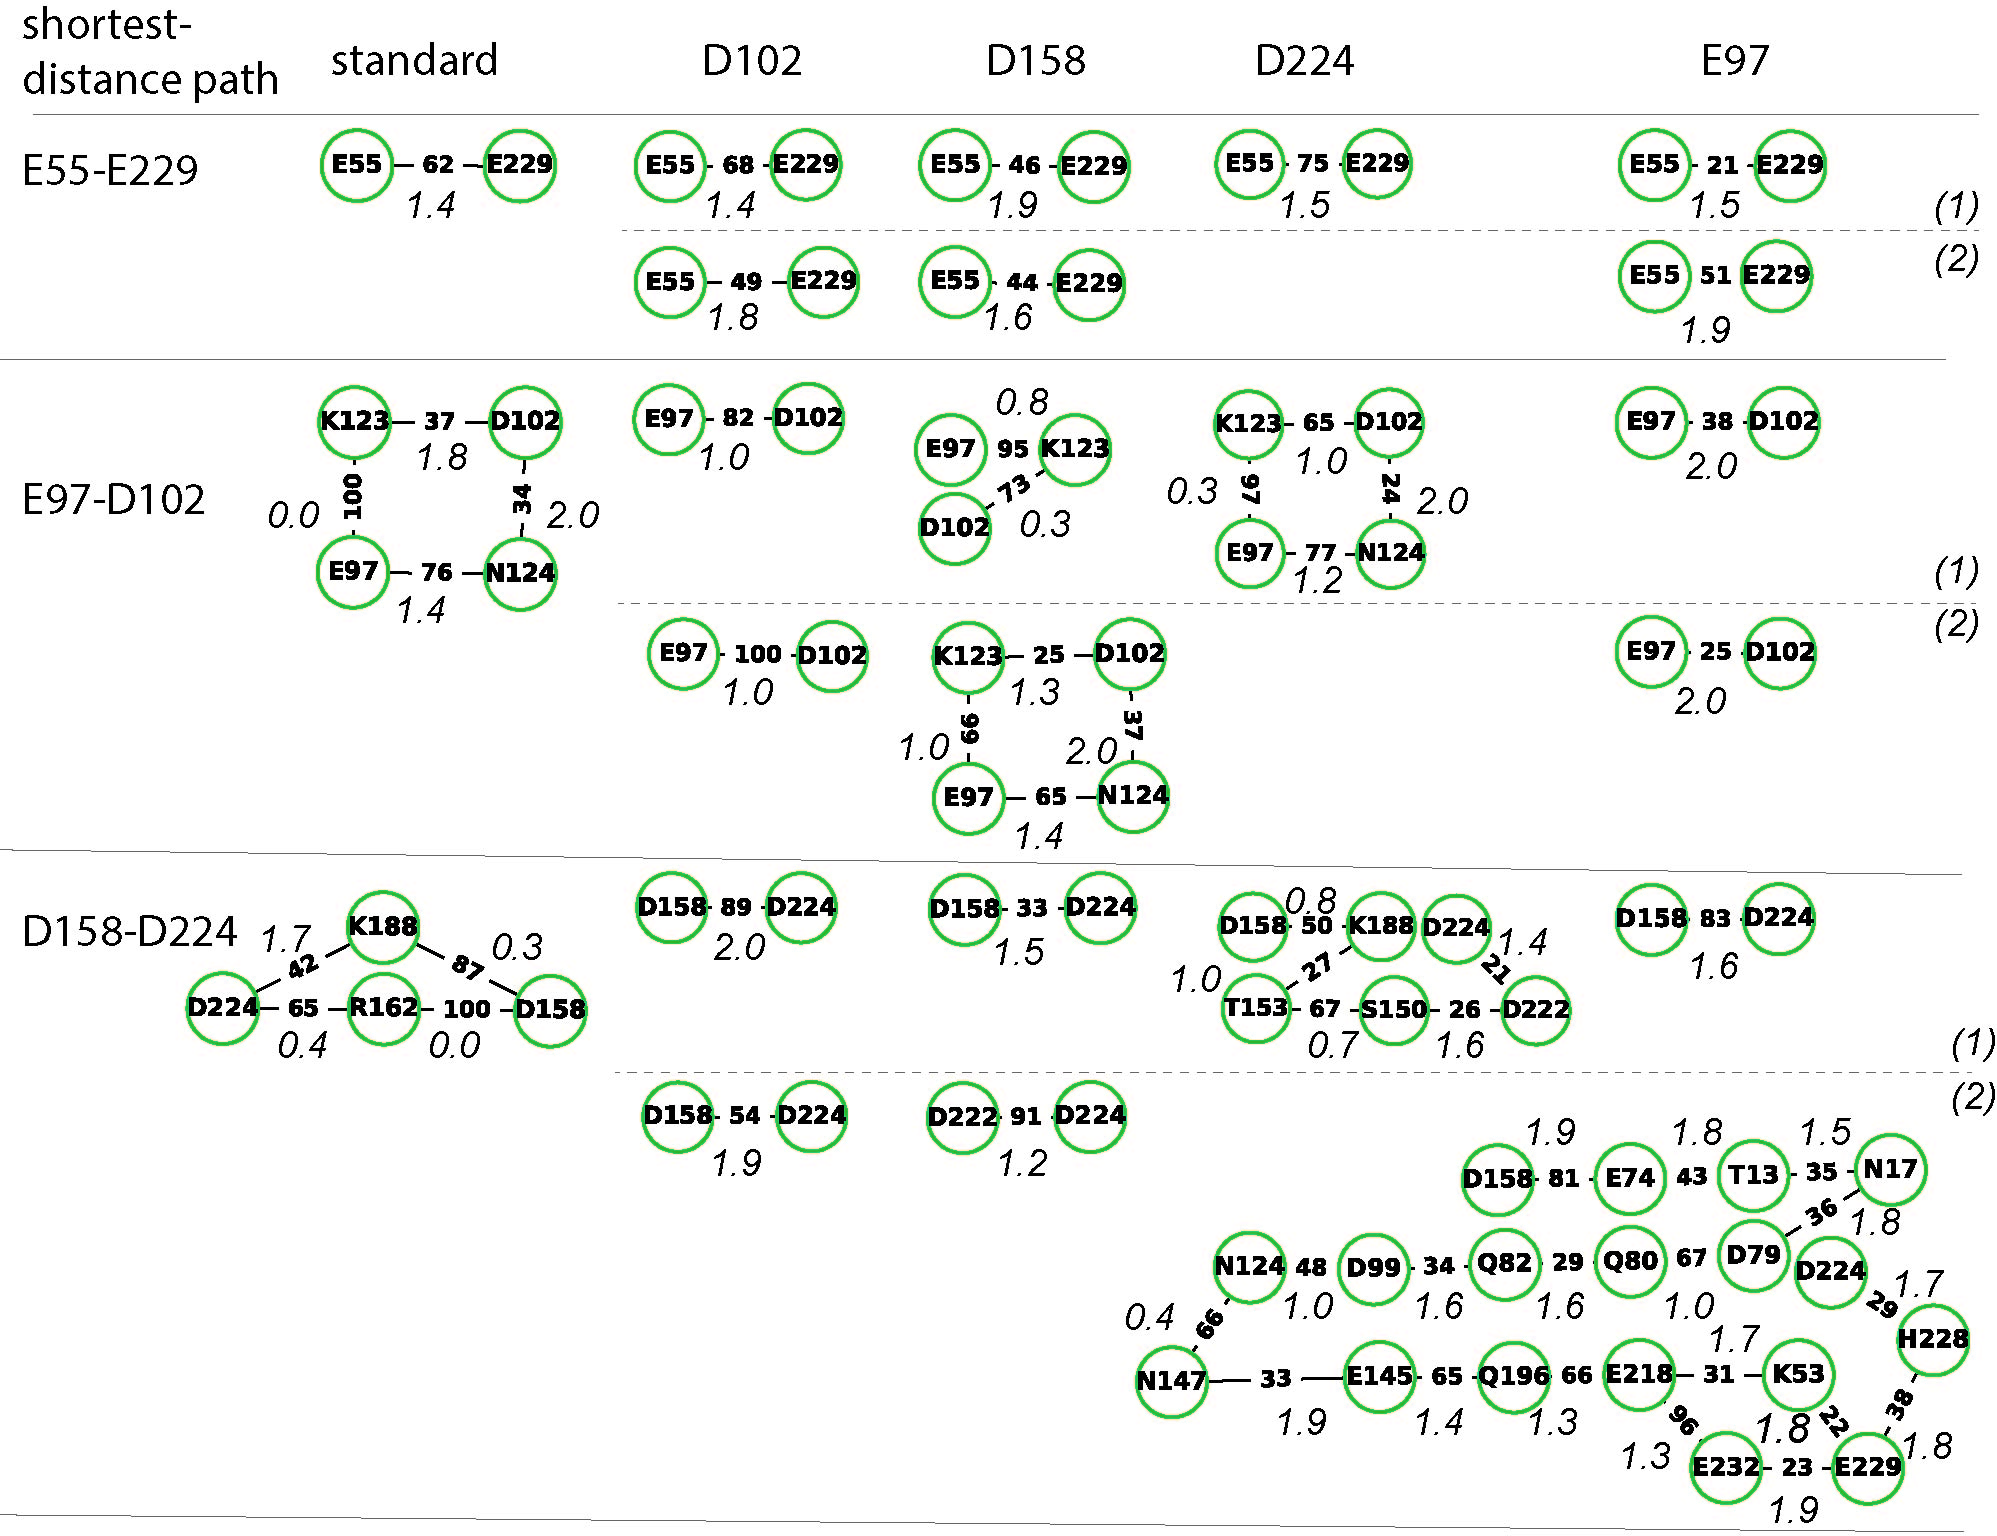 shortest-
distance path standard D102 D158 D224 E97
E55-E229
E55 62 E229 1.4
E55 68 E229 1.4
E55 46 E229 1.9
E55 75 E229 1.5
E55 21 E229 1.5
(1)
(2)
E55 49 E229 1.8
E55 44 E229 1.6
E55 51 E229 1.9
E97-D102
K123 37 D102
1.8
0.0 100 34 2.0
E97 76 N124
1.4
E97 82 D102
1.0
0.8
E97 95 K123
73
D102 0.3
K123 65 D102
1.0
0.3 97 24 2.0
E97 77 N124
1.2
E97 38 D102
2.0
(1)
(2)
E97 100 D102
1.0
K123 25 D102
1.3
1.0 99 2.0 37
E97 65 N124
1.4
E97 25 D102
2.0
D158-D224
K188
1.7 42 87 0.3
D224 65 R162 100 D158
0.4 0.0
D158 89 D224
2.0
D158 33 D224
1.5
0.8
D158 50 K188 D224 1.4
1.0 27 21
T153 67 S150 26 D222
0.7 1.6
D158 83 D224
1.6
(1)
(2)
D158 54 D224
1.9
D222 91 D224
1.2
1.9 1.8 1.5
D158 81 E74 43 T13 35 N17
36 1.8
N124 48 D99 34 Q82 29 Q80 67 D79 D224
1.0 1.6 1.6 1.0 29 1.7
0.4 66 1.7 H228
N147 33 E145 65 Q196 66 E218 31 K53
1.9 1.4 1.3 96 1.8 22 38
1.3 1.8
E232 23 E229
1.9